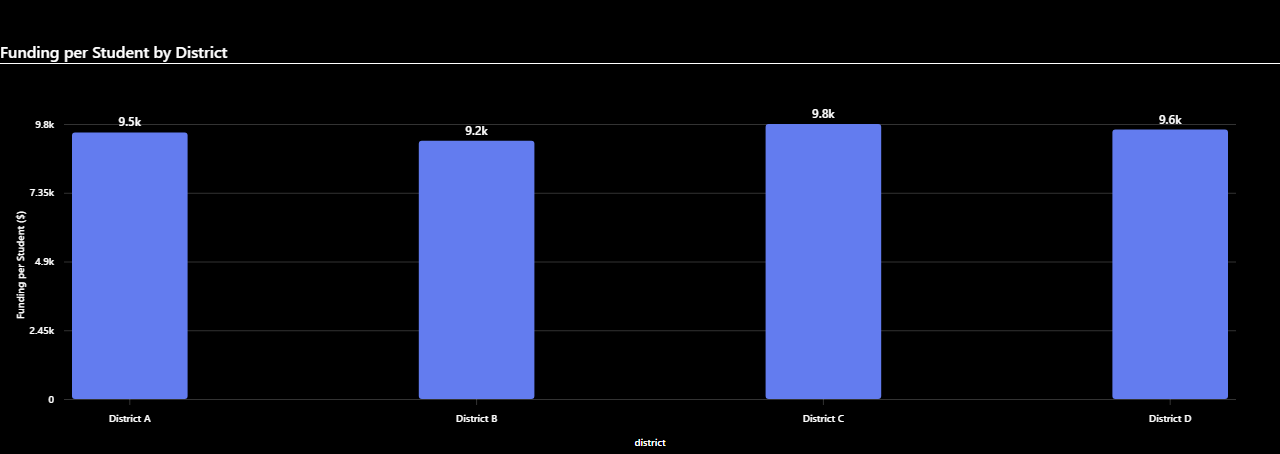 Funding per Student by District
9.5k
9.2k
9.8k
9.6k
9.8k
7.35k
4.9k
2.45k
0
Funding per Student ($)
District A
District B
District C
District D
district